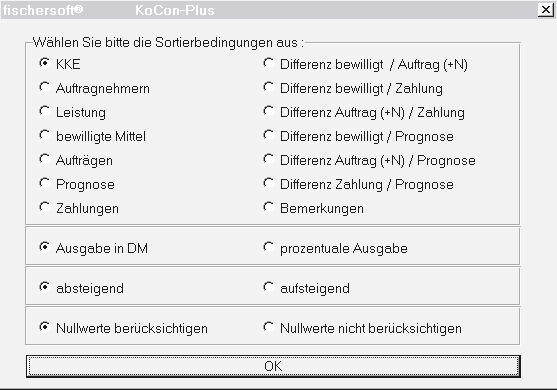 fischersoft® KoCon-Plus
Wählen Sie bitte die Sortierbedingungen aus :
KKE
Auftragnehmern
Leistung
bewilligte Mittel
Aufträgen
Prognose
Zahlungen
Differenz bewilligt / Auftrag (+N)
Differenz bewilligt / Zahlung
Differenz Auftrag (+N) / Zahlung
Differenz bewilligt / Prognose
Differenz Auftrag (+N) / Prognose
Differenz Zahlung / Prognose
Bemerkungen
Ausgabe in DM
prozentuale Ausgabe
absteigend
aufsteigend
Nullwerte berücksichtigen
Nullwerte nicht berücksichtigen
OK